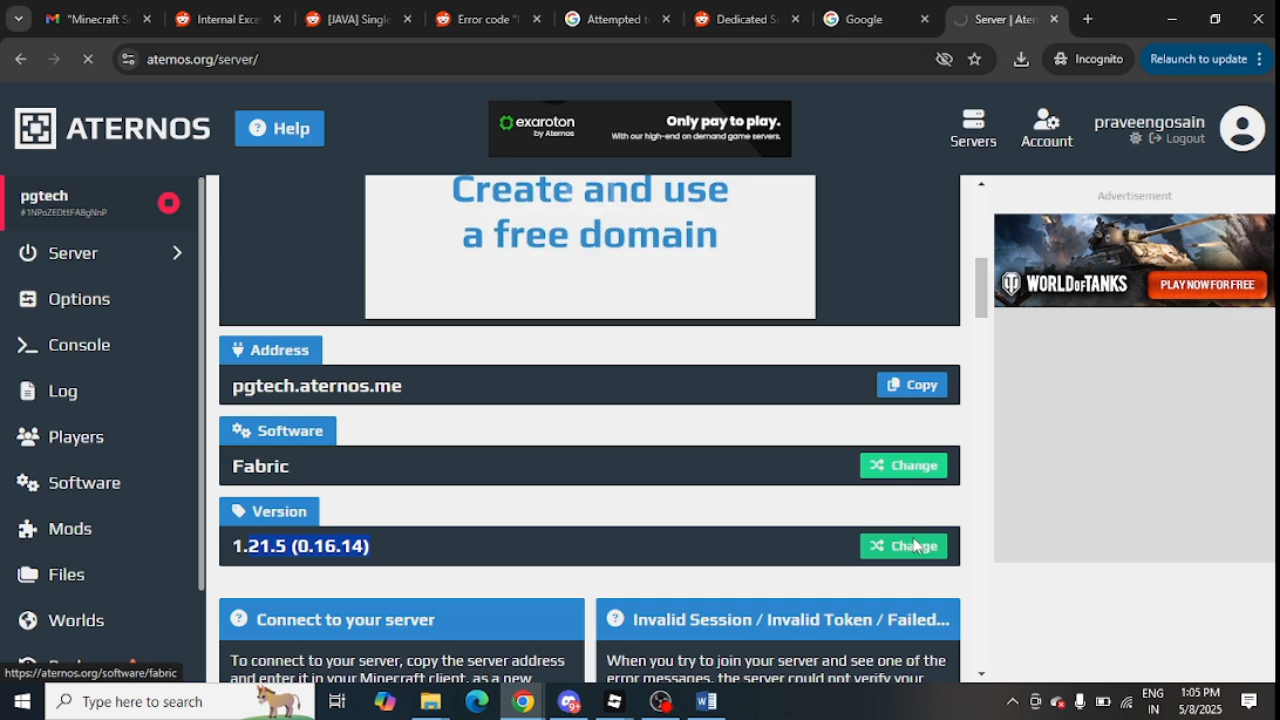 "Minecraft S
Internal Exce
[JAVA] Single
Error code "I
Attempted t
Dedicated S
Google
Server | Ater
aternos.org/server/
Incognito
Relaunch to update
ATERNOS
Help
exaroton
by Aternos
Only pay to play.
With our high-end on demand game servers.
Servers
Account
praveengosain
Logout
pgtech
Server
Options
Console
Log
Players
Software
Mods
Files
Worlds
Create and use
a free domain
Address
pgtech.aternos.me
Copy
Software
Fabric
Change
Version
1.21.5 (0.16.14)
Change
Connect to your server
To connect to your server, copy the server address
and enter it in your Minecraft client, as a new
Invalid Session / Invalid Token / Failed...
When you try to join your server and see one of the
error messages, the server could not verify your
Advertisement
WORLD OF TANKS
PLAY NOW FOR FREE
https://aternos.org/software/fabric
Type here to search
ENG
IN
1:05 PM
5/8/2025